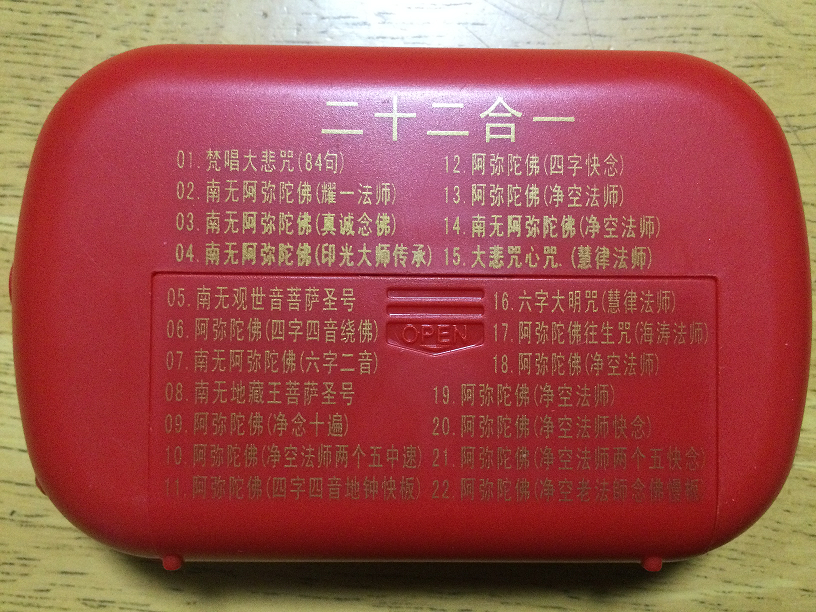 二十二合一
01.梵唱大悲咒(84句)
02.南无阿弥陀佛(耀一法师)
03.南无阿弥陀佛(真诚念佛)
04.南无阿弥陀佛(印光大师传承)
05.南无观世音菩萨圣号
06.阿弥陀佛(四字四音绕佛)
07.南无阿弥陀佛(六字二音)
08.南无地藏王菩萨圣号
09.阿弥陀佛(净念十遍)
10.阿弥陀佛(净空法师两个五中速)
11.阿弥陀佛(四字四音地钟快板)
12.阿弥陀佛(四字快念)
13.阿弥陀佛(净空法师)
14.南无阿弥陀佛(净空法师)
15.大悲咒心咒.(慧律法师)
OPEN
16.六字大明咒(慧律法师)
17.阿弥陀佛往生咒(海涛法师)
18.阿弥陀佛(净空法师)
19.阿弥陀佛(净空法师)
20.阿弥陀佛(净空法师快念)
21.阿弥陀佛(净空法师两个五快念)
22.阿弥陀佛(净空老法師念佛慢板)